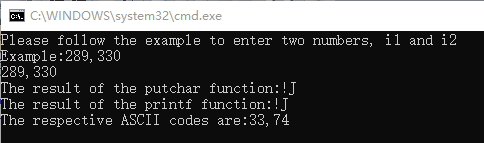 C:\WINDOWS\system32\cmd.exe
Please follow the example to enter two numbers, i1 and i2
Example:289,330
289,330
The result of the putchar function:!J
The result of the printf function:!J
The respective ASCII codes are:33,74